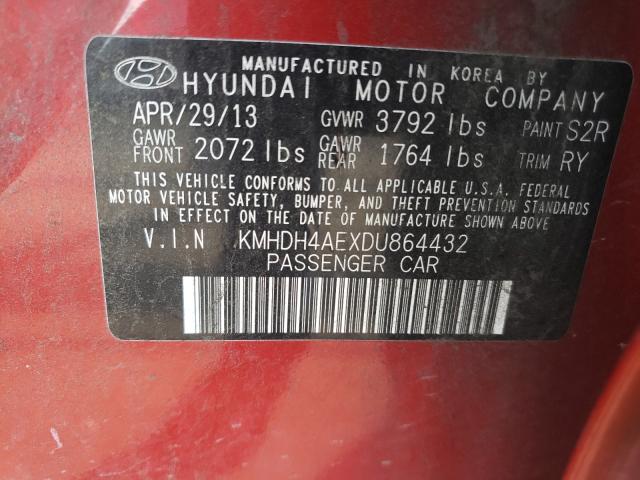 MANUFACTURED IN KOREA BY
HYUNDAI MOTOR COMPANY
APR/29/13 GVWR 3792 lbs PAINT S2R
GAWR FRONT 2072 lbs GAWR REAR 1764 lbs TRIM RY
THIS VEHICLE CONFORMS TO ALL APPLICABLE U.S.A. FEDERAL
MOTOR VEHICLE SAFETY, BUMPER, AND THEFT PREVENTION STANDARDS
IN EFFECT ON THE DATE OF MANUFACTURE SHOWN ABOVE
V.I.N KMHDH4AEXDU864432
PASSENGER CAR